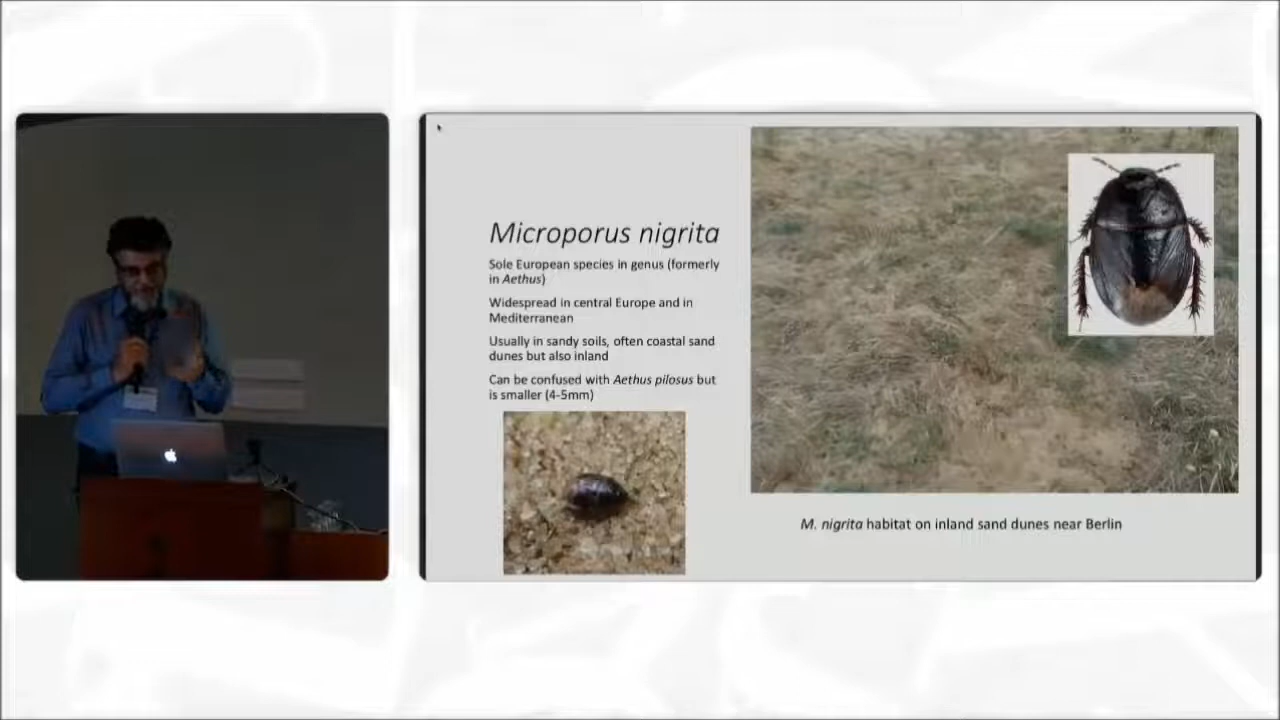 Microporus nigrita
Sole European species in genus (formerly
in Aethus)
Widespread in central Europe and in
Mediterranean
Usually in sandy soils, often coastal sand
dunes but also inland
Can be confused with Aethus pilosus but
is smaller (4-5mm)
M. nigrita habitat on inland sand dunes near Berlin